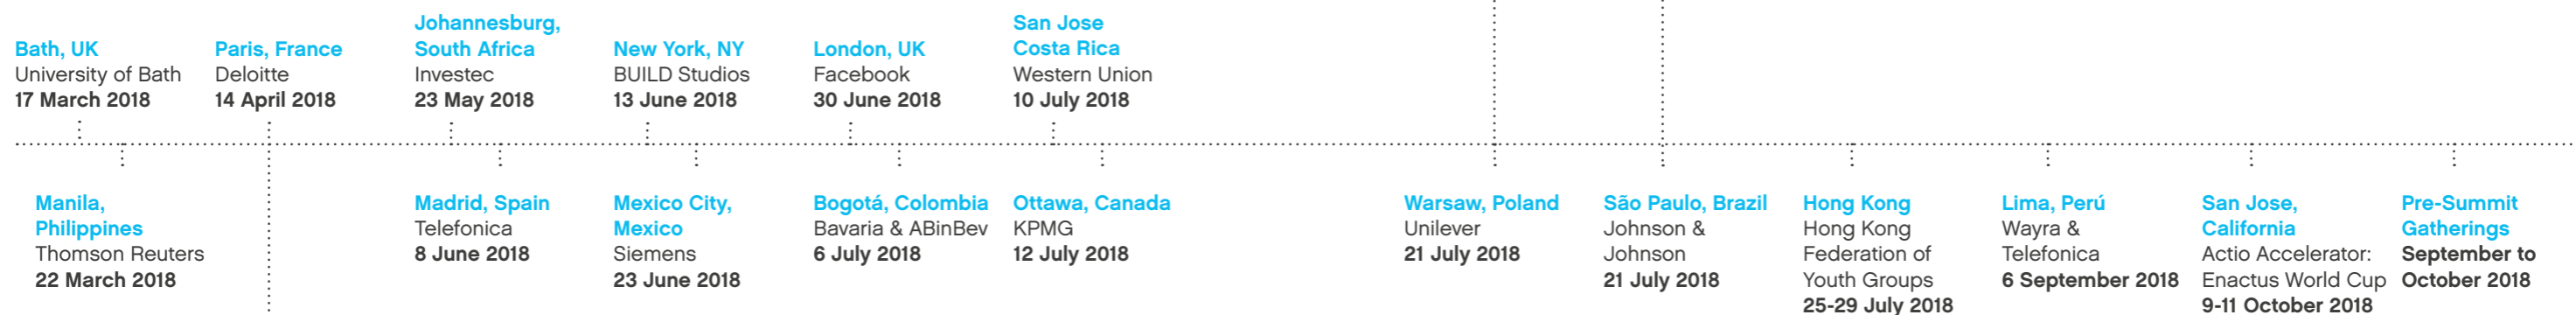 Bath, UK
University of Bath
17 March 2018
Paris, France
Deloitte
14 April 2018
Johannesburg,
South Africa
Investec
23 May 2018
New York, NY
BUILD Studios
13 June 2018
London, UK
Facebook
30 June 2018
San Jose
Costa Rica
Western Union
10 July 2018
Manila,
Philippines
Thomson Reuters
22 March 2018
Madrid, Spain
Telefonica
8 June 2018
Mexico City,
Mexico
Siemens
23 June 2018
Bogotá, Colombia
Bavaria & ABinBev
6 July 2018
Ottawa, Canada
KPMG
12 July 2018
Warsaw, Poland
Unilever
21 July 2018
São Paulo, Brazil
Johnson &
Johnson
21 July 2018
Hong Kong
Hong Kong
Federation of
Youth Groups
25-29 July 2018
Lima, Perú
Wayra &
Telefonica
6 September 2018
San Jose,
California
Actio Accelerator:
Enactus World Cup
9-11 October 2018
Pre-Summit
Gatherings
September to
October 2018